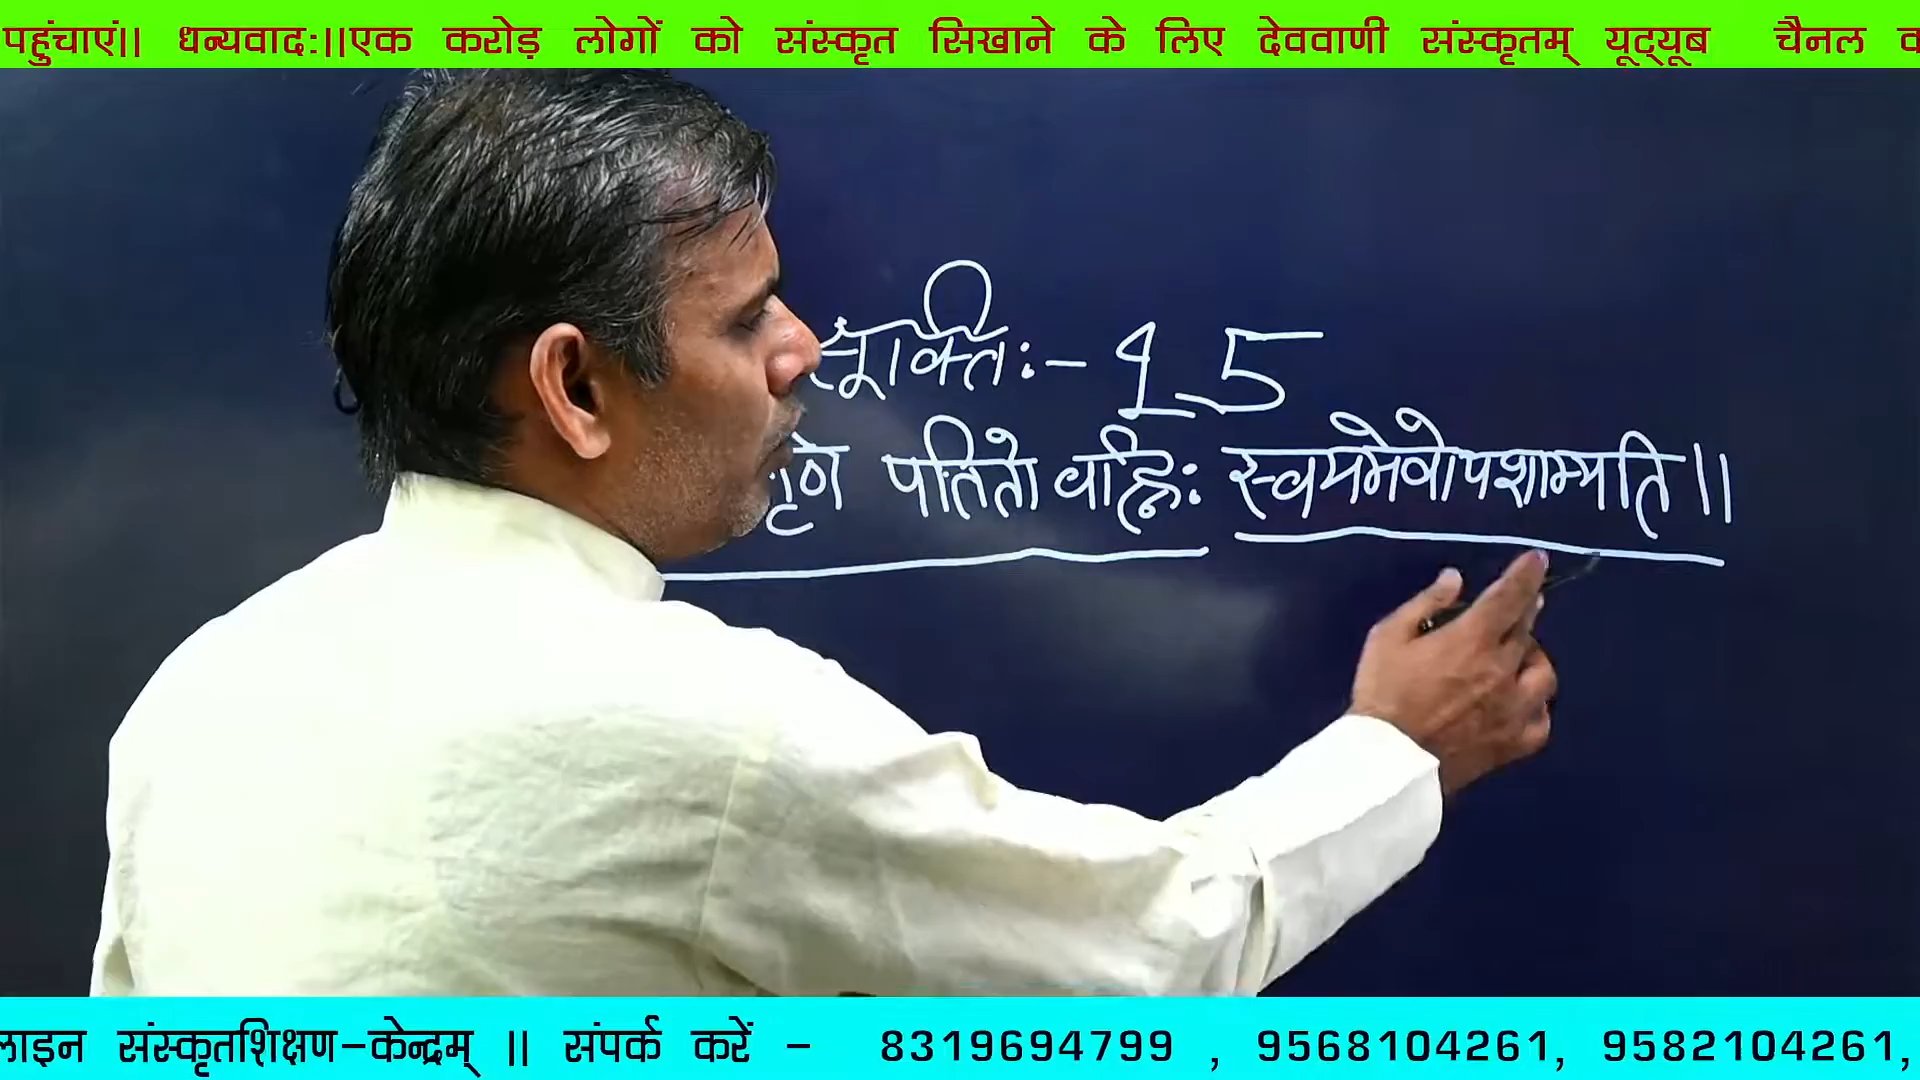 पहुंचाएं॥ धन्यवादः॥एक करोड़ लोगों को संस्कृत सिखाने के लिए देववाणी संस्कृतम् यूट्यूब चैनल
सूक्तिः- 15
पतितो वह्निः स्वयमेवोपशाम्यति॥
लाइन संस्कृतशिक्षण-केन्द्रम् ॥ संपर्क करें - 8319694799 , 9568104261, 9582104261,